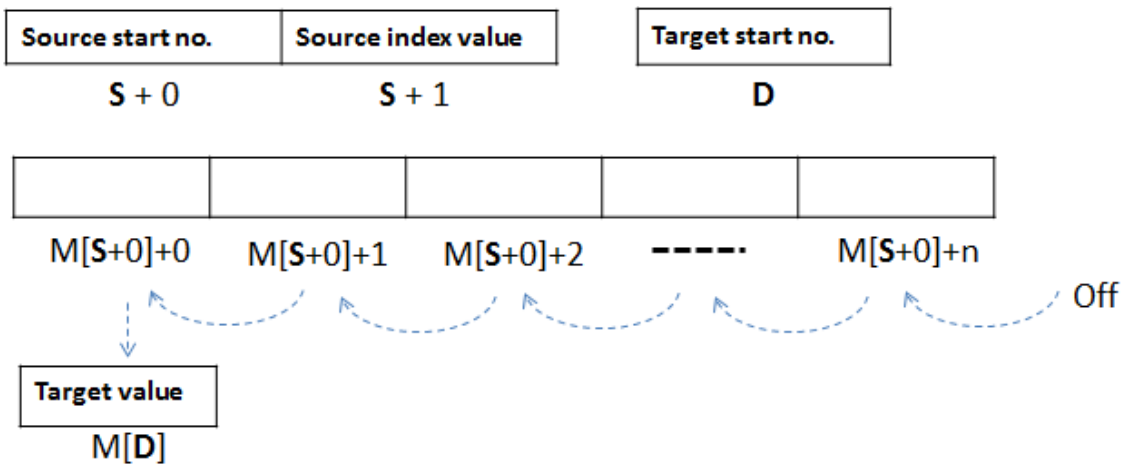 Source start no. Source index value Target start no.
S + 0 S + 1 D
M[S+0]+0 M[S+0]+1 M[S+0]+2 -----· M[S+0]+n
Off
Target value
M[D]